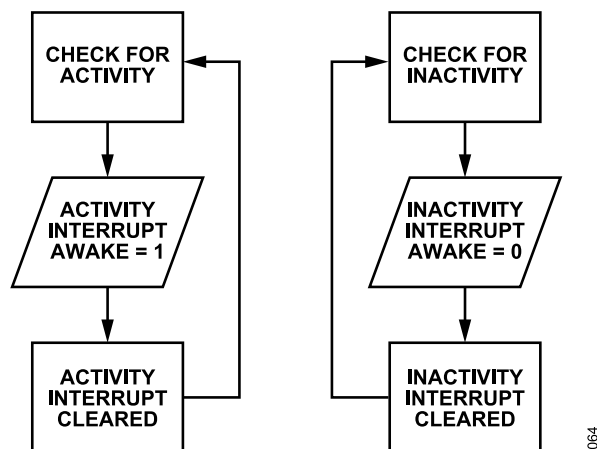 CHECK FOR
ACTIVITY
ACTIVITY
INTERRUPT
AWAKE = 1
ACTIVITY
INTERRUPT
CLEARED
CHECK FOR
INACTIVITY
INACTIVITY
INTERRUPT
AWAKE = 0
INACTIVITY
INTERRUPT
CLEARED
064